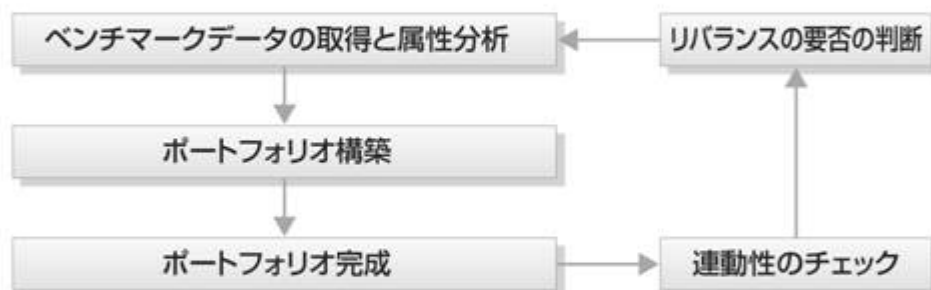 ベンチマークデータの取得と属性分析
リバランスの要否の判断
ポートフォリオ構築
ポートフォリオ完成
連動性のチェック